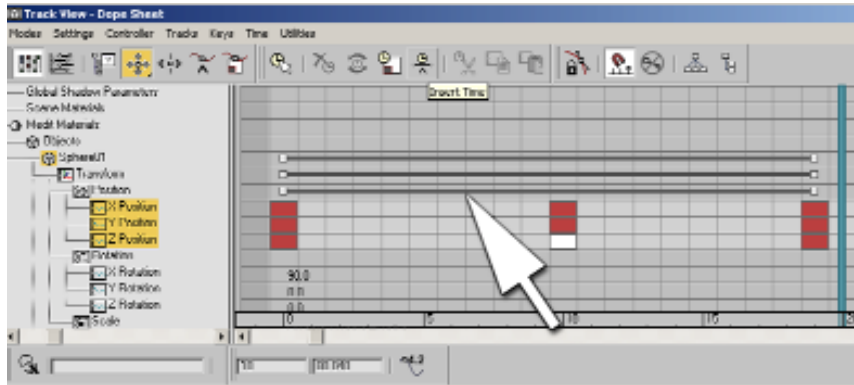 Track View - Dope Sheet
Modes Settings Controller Tracks Keys Time Utilities
Insert Time
Global Shadow Parameters
Scene Materials
Medit Materials
Objects
Sphere01
Transform
Position
X Position
Y Position
Z Position
Rotation
X Rotation
Y Rotation
Z Rotation
Scale
90.0
0.0
0.0
0 5 10 15
10